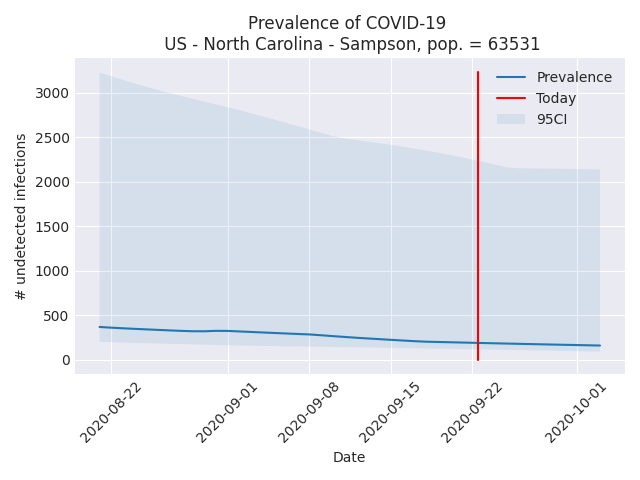 Prevalence of COVID-19
US - North Carolina - Sampson, pop. = 63531
Prevalence
Today
95CI
# undetected infections
3000
2500
2000
1500
1000
500
0
2020-08-22
2020-09-01
2020-09-08
2020-09-15
2020-09-22
2020-10-01
Date